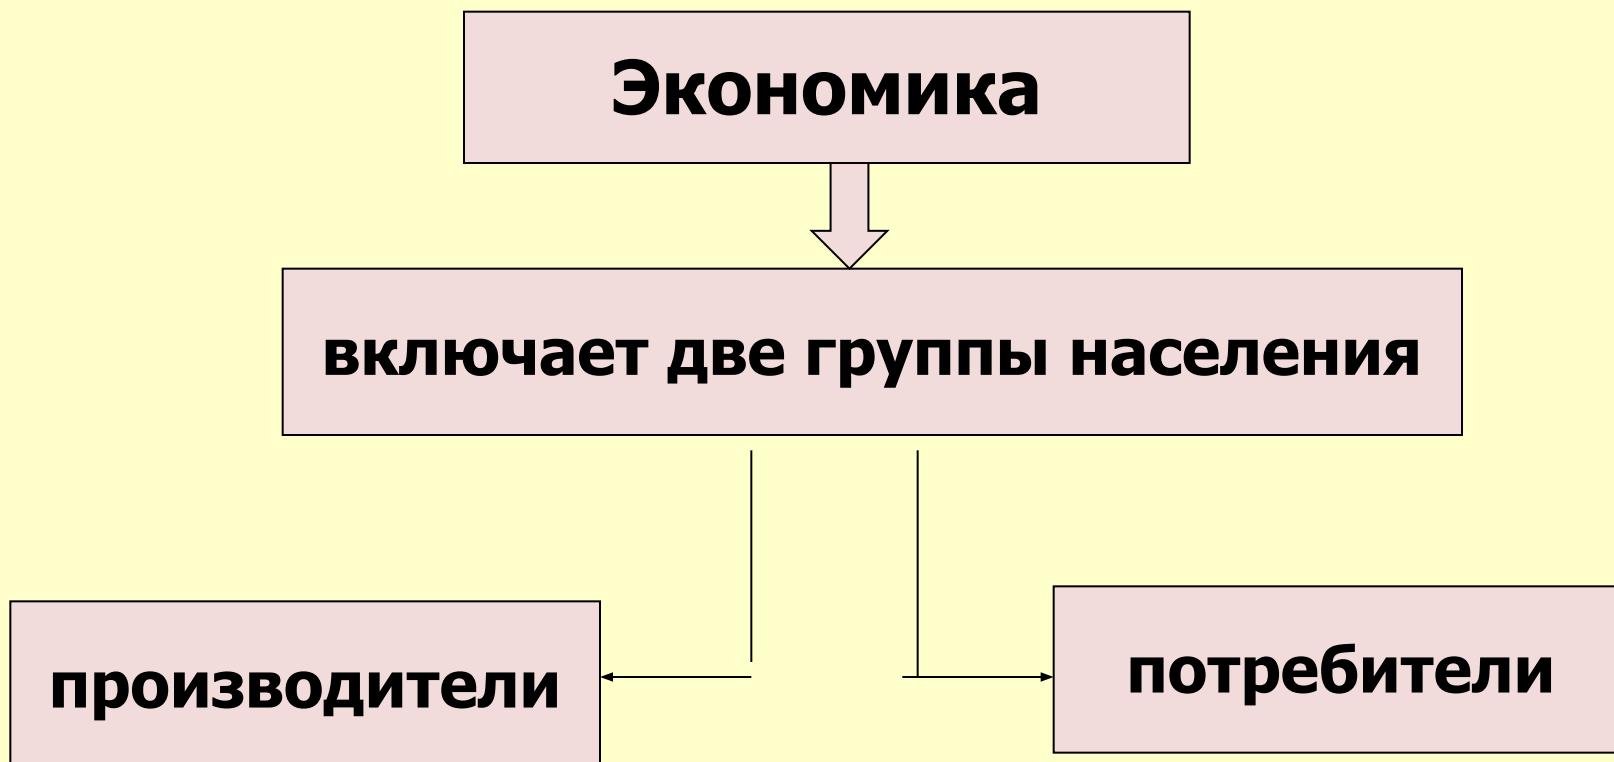 Экономика
включает две группы населения
производители
потребители